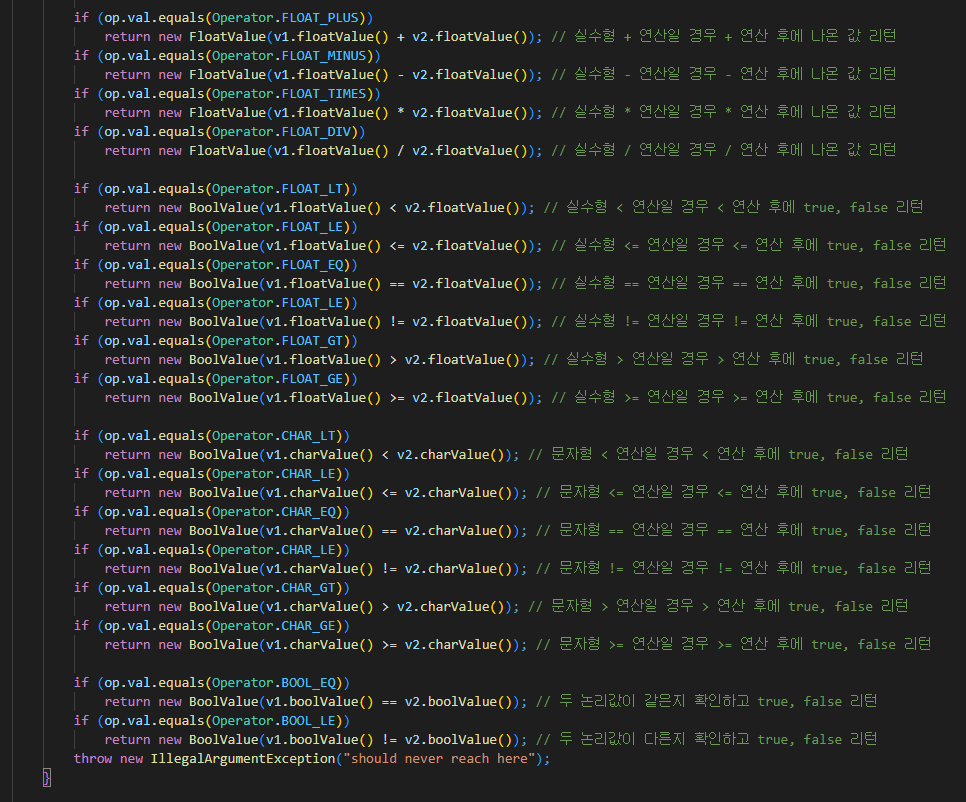 if (op.val.equals(Operator.FLOAT_PLUS))
return new FloatValue(v1.floatValue() + v2.floatValue()); // 실수형 + 연산일 경우 + 연산 후에 나온 값 리턴
if (op.val.equals(Operator.FLOAT_MINUS))
return new FloatValue(v1.floatValue() - v2.floatValue()); // 실수형 - 연산일 경우 - 연산 후에 나온 값 리턴
if (op.val.equals(Operator.FLOAT_TIMES))
return new FloatValue(v1.floatValue() * v2.floatValue()); // 실수형 * 연산일 경우 * 연산 후에 나온 값 리턴
if (op.val.equals(Operator.FLOAT_DIV))
return new FloatValue(v1.floatValue() / v2.floatValue()); // 실수형 / 연산일 경우 / 연산 후에 나온 값 리턴
if (op.val.equals(Operator.FLOAT_LT))
return new BoolValue(v1.floatValue() < v2.floatValue()); // 실수형 < 연산일 경우 < 연산 후에 true, false 리턴
if (op.val.equals(Operator.FLOAT_LE))
return new BoolValue(v1.floatValue() <= v2.floatValue()); // 실수형 <= 연산일 경우 <= 연산 후에 true, false 리턴
if (op.val.equals(Operator.FLOAT_EQ))
return new BoolValue(v1.floatValue() == v2.floatValue()); // 실수형 == 연산일 경우 == 연산 후에 true, false 리턴
if (op.val.equals(Operator.FLOAT_LE))
return new BoolValue(v1.floatValue() != v2.floatValue()); // 실수형 != 연산일 경우 != 연산 후에 true, false 리턴
if (op.val.equals(Operator.FLOAT_GT))
return new BoolValue(v1.floatValue() > v2.floatValue()); // 실수형 > 연산일 경우 > 연산 후에 true, false 리턴
if (op.val.equals(Operator.FLOAT_GE))
return new BoolValue(v1.floatValue() >= v2.floatValue()); // 실수형 >= 연산일 경우 >= 연산 후에 true, false 리턴
if (op.val.equals(Operator.CHAR_LT))
return new BoolValue(v1.charValue() < v2.charValue()); // 문자형 < 연산일 경우 < 연산 후에 true, false 리턴
if (op.val.equals(Operator.CHAR_LE))
return new BoolValue(v1.charValue() <= v2.charValue()); // 문자형 <= 연산일 경우 <= 연산 후에 true, false 리턴
if (op.val.equals(Operator.CHAR_EQ))
return new BoolValue(v1.charValue() == v2.charValue()); // 문자형 == 연산일 경우 == 연산 후에 true, false 리턴
if (op.val.equals(Operator.CHAR_LE))
return new BoolValue(v1.charValue() != v2.charValue()); // 문자형 != 연산일 경우 != 연산 후에 true, false 리턴
if (op.val.equals(Operator.CHAR_GT))
return new BoolValue(v1.charValue() > v2.charValue()); // 문자형 > 연산일 경우 > 연산 후에 true, false 리턴
if (op.val.equals(Operator.CHAR_GE))
return new BoolValue(v1.charValue() >= v2.charValue()); // 문자형 >= 연산일 경우 >= 연산 후에 true, false 리턴
if (op.val.equals(Operator.BOOL_EQ))
return new BoolValue(v1.boolValue() == v2.boolValue()); // 두 논리값이 같은지 확인하고 true, false 리턴
if (op.val.equals(Operator.BOOL_LE))
return new BoolValue(v1.boolValue() != v2.boolValue()); // 두 논리값이 다른지 확인하고 true, false 리턴
throw new IllegalArgumentException("should never reach here");
}